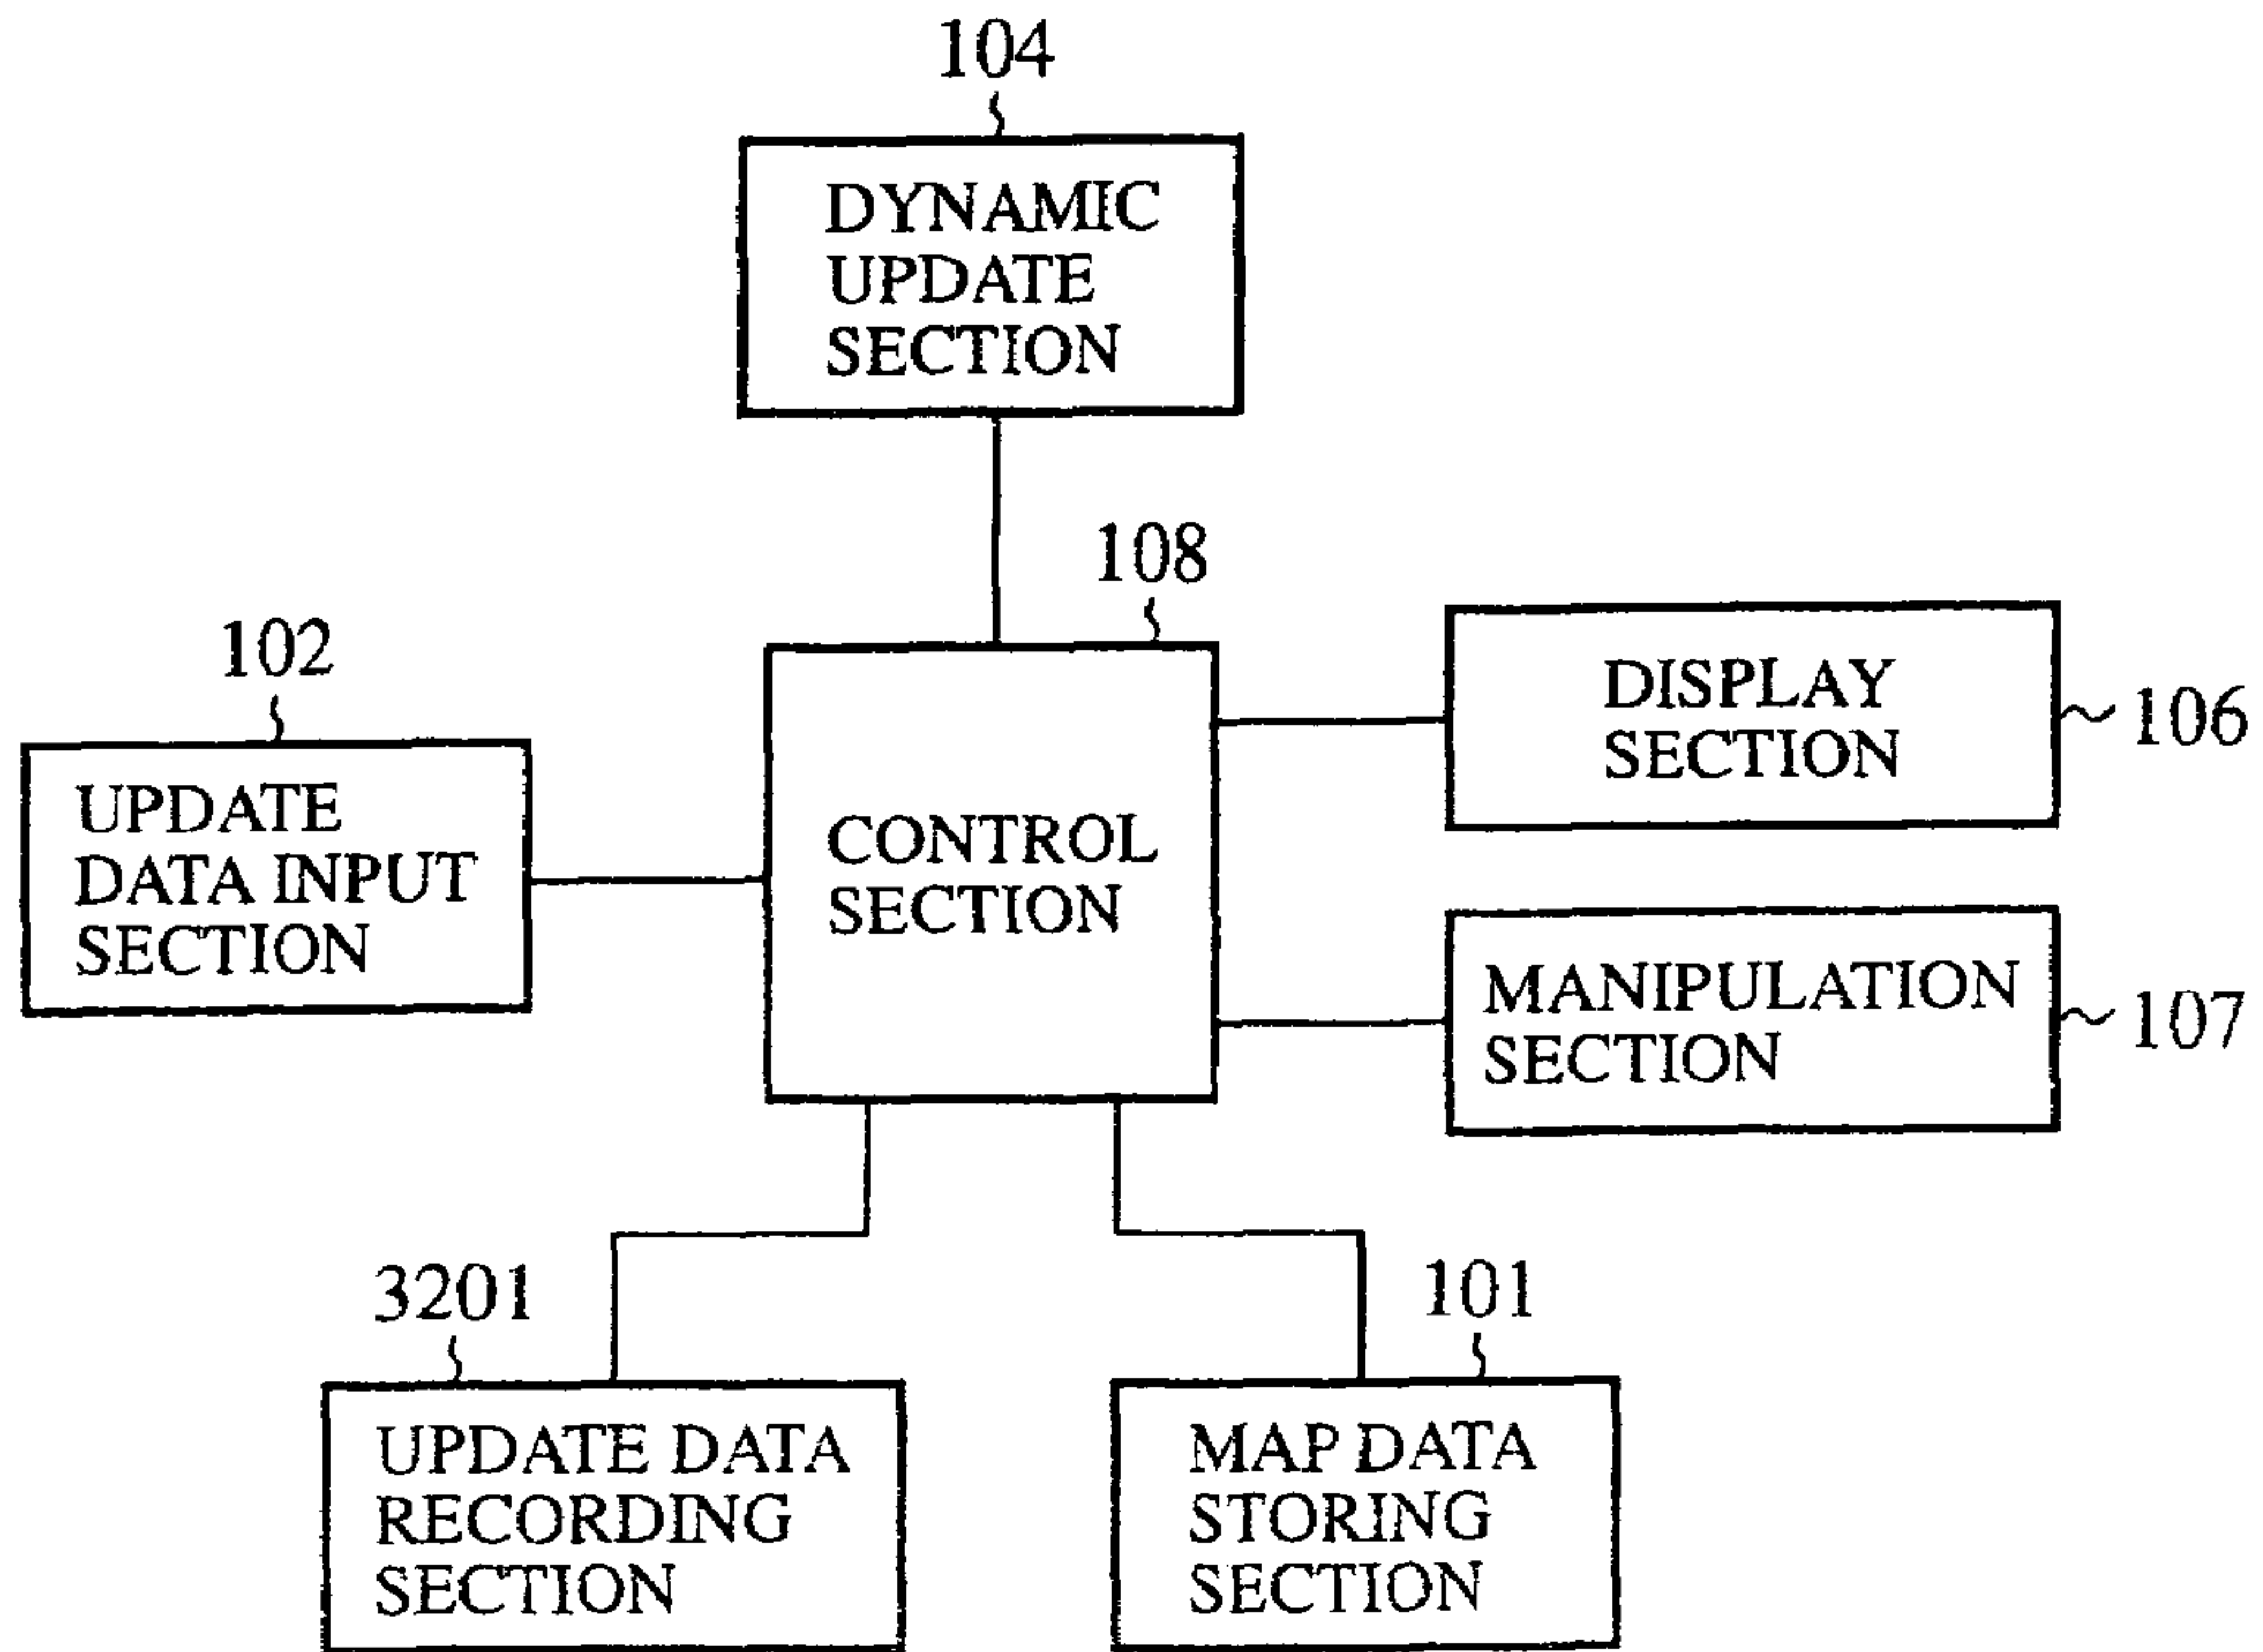 104
DYNAMIC
UPDATE
SECTION
108
102
UPDATE
DATA INPUT
SECTION
CONTROL
SECTION
DISPLAY
SECTION
106
MANIPULATION
SECTION
107
3201
UPDATE DATA
RECORDING
SECTION
101
MAP DATA
STORING
SECTION